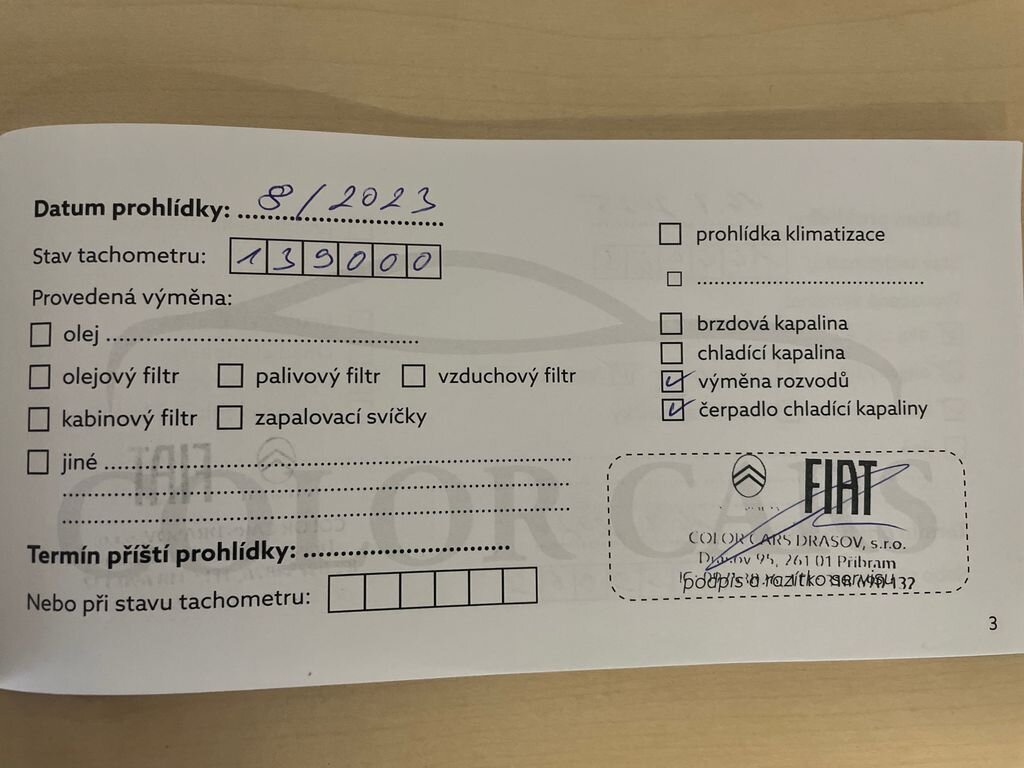 Datum prohlídky: 8/2023
Stav tachometru: 139000
Provedená výměna:
olej
olejový filtr palivový filtr vzduchový filtr
kabinový filtr zapalovací svíčky
jiné
Termín příští prohlídky:
Nebo při stavu tachometru:
prohlídka klimatizace
brzdová kapalina
chladící kapalina
výměna rozvodů
čerpadlo chladící kapaliny
FIAT
COLOR CARS DRASOV, s.r.o.
Drasov 95, 261 01 Příbram
podpis a razítko servisu
COLOR CARS
3